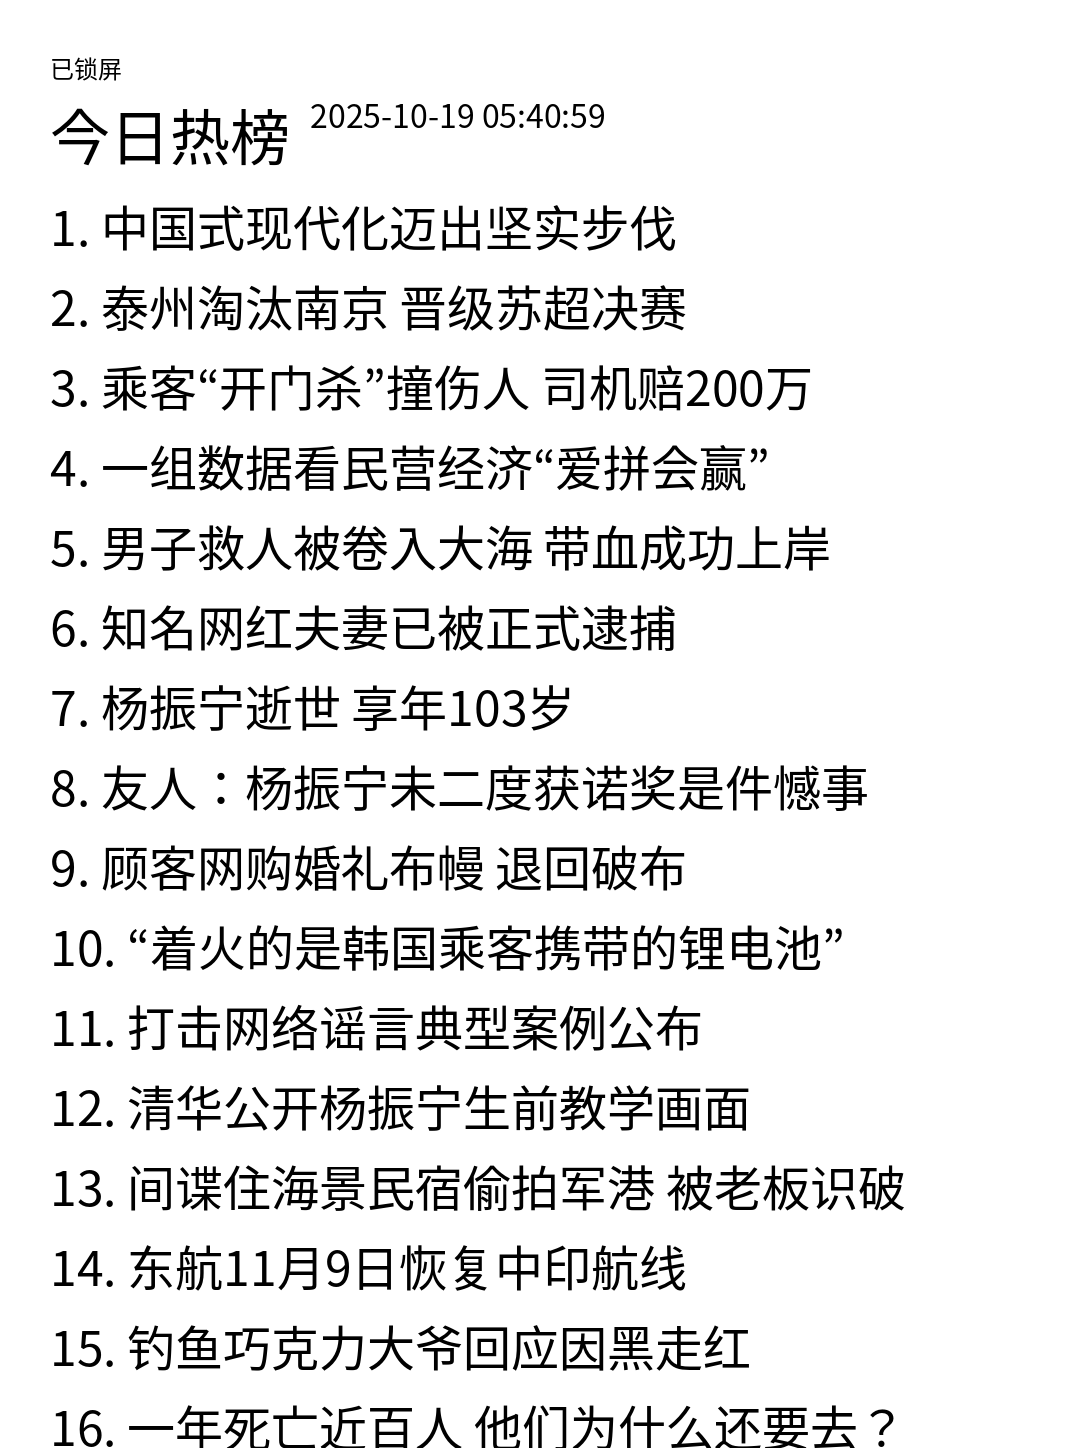 已锁屏
今日热榜 2025-10-19 05:40:59
1. 中国式现代化迈出坚实步伐
2. 泰州淘汰南京 晋级苏超决赛
3. 乘客“开门杀”撞伤人 司机赔200万
4. 一组数据看民营经济“爱拼会赢”
5. 男子救人被卷入大海 带血成功上岸
6. 知名网红夫妻已被正式逮捕
7. 杨振宁逝世 享年103岁
8. 友人：杨振宁未二度获诺奖是件憾事
9. 顾客网购婚礼布幔 退回破布
10. “着火的是韩国乘客携带的锂电池”
11. 打击网络谣言典型案例公布
12. 清华公开杨振宁生前教学画面
13. 间谍住海景民宿偷拍军港 被老板识破
14. 东航11月9日恢复中印航线
15. 钓鱼巧克力大爷回应因黑走红
16. 一年死亡近百人 他们为什么还要去？